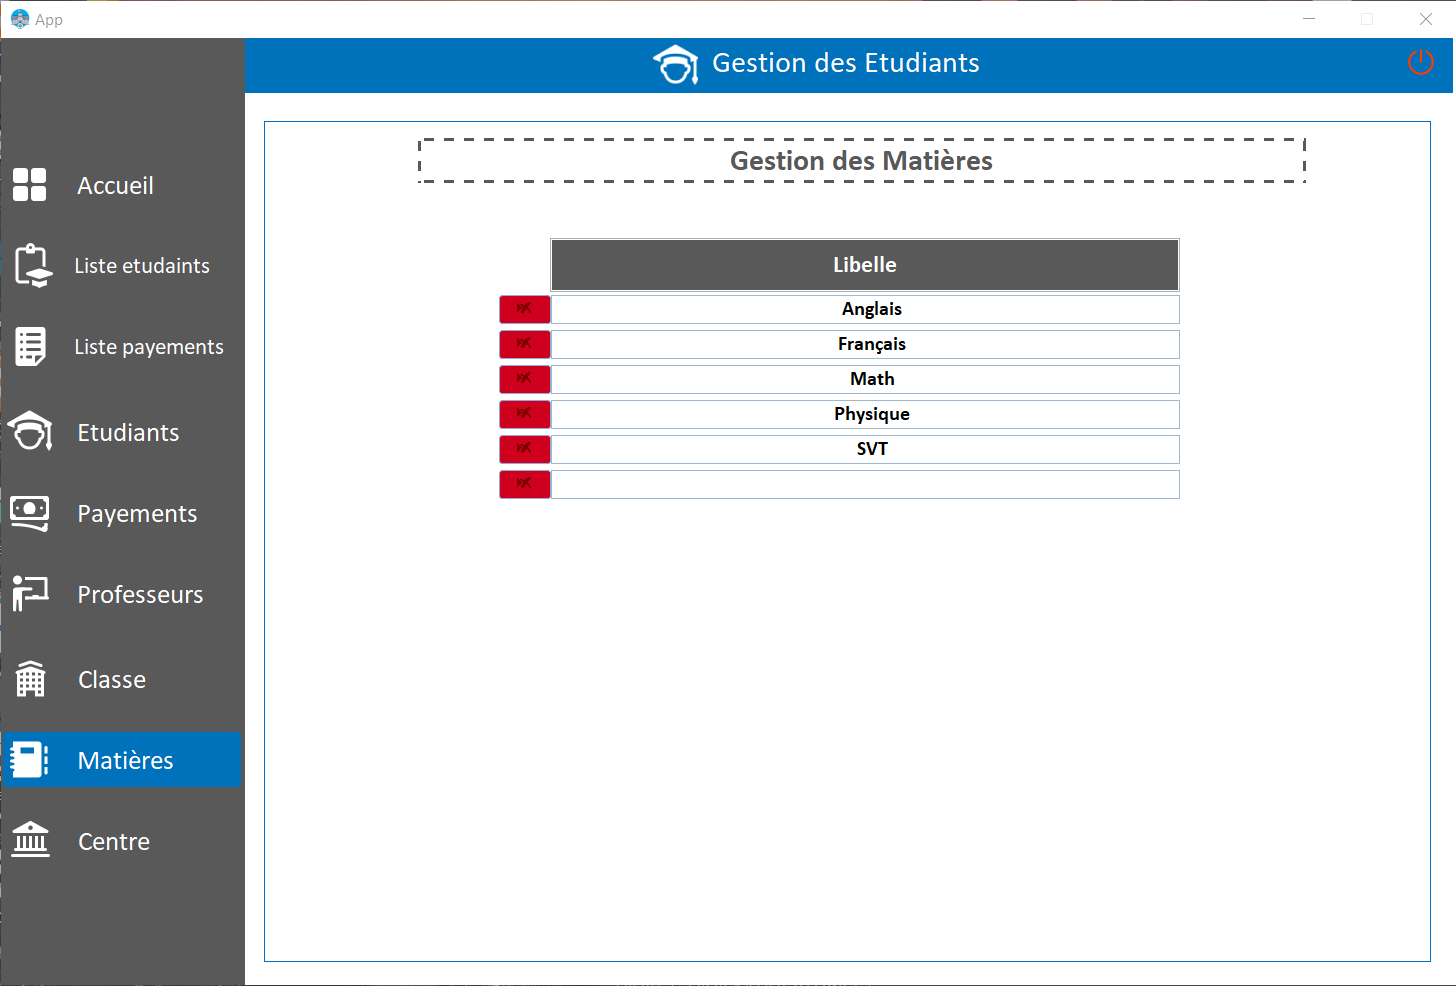 App
Gestion des Etudiants
Accueil
Liste etudaints
Liste payements
Etudiants
Payements
Professeurs
Classe
Matières
Centre
Gestion des Matières
Libelle
Anglais
Français
Math
Physique
SVT